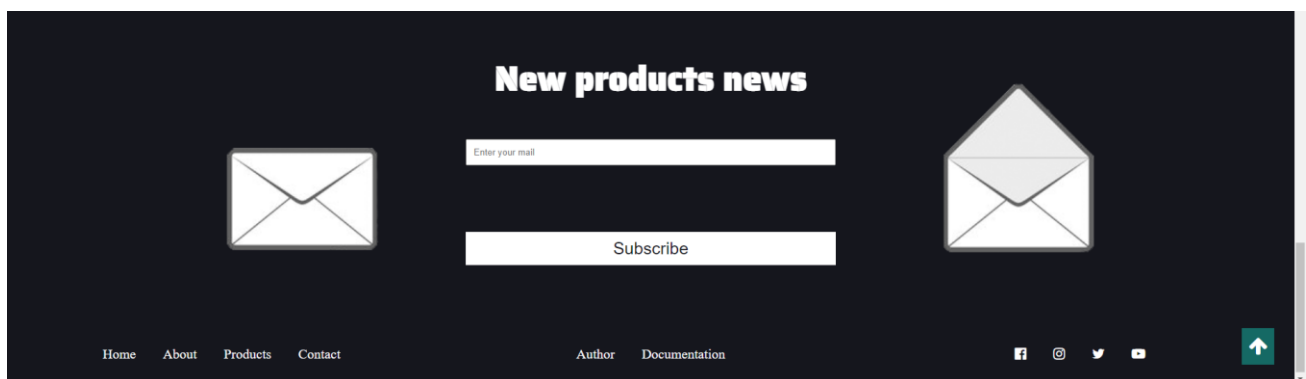 New products news
Enter your mail
Subscribe
Home About Products Contact Author Documentation